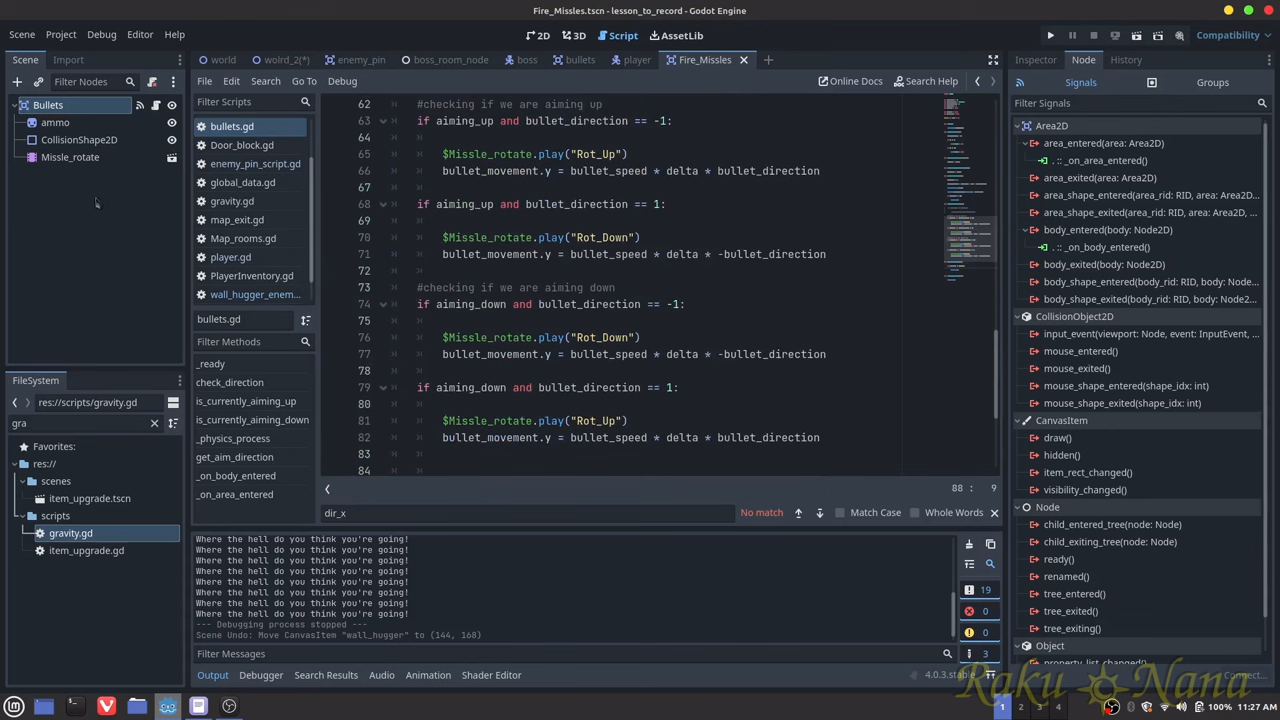 Fire_Missles.tscn - lesson_to_record - Godot Engine
Scene Project Debug Editor Help
2D 3D Script AssetLib
Compatibility
Scene Import
world wolrd_2(*) enemy_pin boss_room_node boss bullets player Fire_Missles
Inspector Node History
Filter Nodes
File Edit Search Go To Debug
Online Docs Search Help
Signals Groups
Bullets
ammo
CollisionShape2D
Missle_rotate
Filter Scripts
bullets.gd
enemy_pin_script.gd
global_data.gd
62 #checking if we are aiming up
63 if aiming_up and bullet_direction == -1:
64
65 $Missle_rotate.play("Rot_Up")
66 bullet_movement.y = bullet_speed * delta * bullet_direction
67
68 if aiming_up and bullet_direction == 1:
69
70 $Missle_rotate.play("Rot_Down")
71 bullet_movement.y = bullet_speed * delta * -bullet_direction
72
73 #checking if we are aiming down
74 if aiming_down and bullet_direction == -1:
75
76 $Missle_rotate.play("Rot_Down")
77 bullet_movement.y = bullet_speed * delta * -bullet_direction
78
79 if aiming_down and bullet_direction == 1:
80
81 $Missle_rotate.play("Rot_Up")
82 bullet_movement.y = bullet_speed * delta * bullet_direction
83
84
wall_hugger_enem...
bullets.gd
Filter Methods
_ready
check_direction
is_currently_aiming_up
is_currently_aiming_down
_physics_process
get_aim_direction
_on_body_entered
_on_area_entered
88 : 9
dir_x
No match
Match Case Whole Words
FileSystem
res://scripts/gravity.gd
gra
Favorites:
res://
scenes
item_upgrade.tscn
scripts
gravity.gd
item_upgrade.gd
Where the hell do you think you're going!
Where the hell do you think you're going!
Where the hell do you think you're going!
Where the hell do you think you're going!
Where the hell do you think you're going!
Where the hell do you think you're going!
Where the hell do you think you're going!
Where the hell do you think you're going!
--- Debugging process stopped ---
Scene Undo: Move CanvasItem "wall_hugger" to (144, 168)
19
0
0
3
Filter Messages
Output Debugger Search Results Audio Animation Shader Editor
4.0.3.stable
Filter Signals
Area2D
area_entered(area: Area2D)
. :: _on_area_entered()
area_exited(area: Area2D)
area_shape_entered(area_rid: RID, area: Area2D...
area_shape_exited(area_rid: RID, area: Area2D, ...
body_entered(body: Node2D)
. :: _on_body_entered()
body_exited(body: Node2D)
body_shape_entered(body_rid: RID, body: Node...
body_shape_exited(body_rid: RID, body: Node2...
CollisionObject2D
input_event(viewport: Node, event: InputEvent, ...
mouse_entered()
mouse_exited()
mouse_shape_entered(shape_idx: int)
mouse_shape_exited(shape_idx: int)
CanvasItem
draw()
hidden()
item_rect_changed()
visibility_changed()
Node
child_entered_tree(node: Node)
child_exiting_tree(node: Node)
ready()
renamed()
tree_entered()
tree_exited()
tree_exiting()
Object
Connect...
Raku Nana
1 2 3 4
100% 11:27 AM